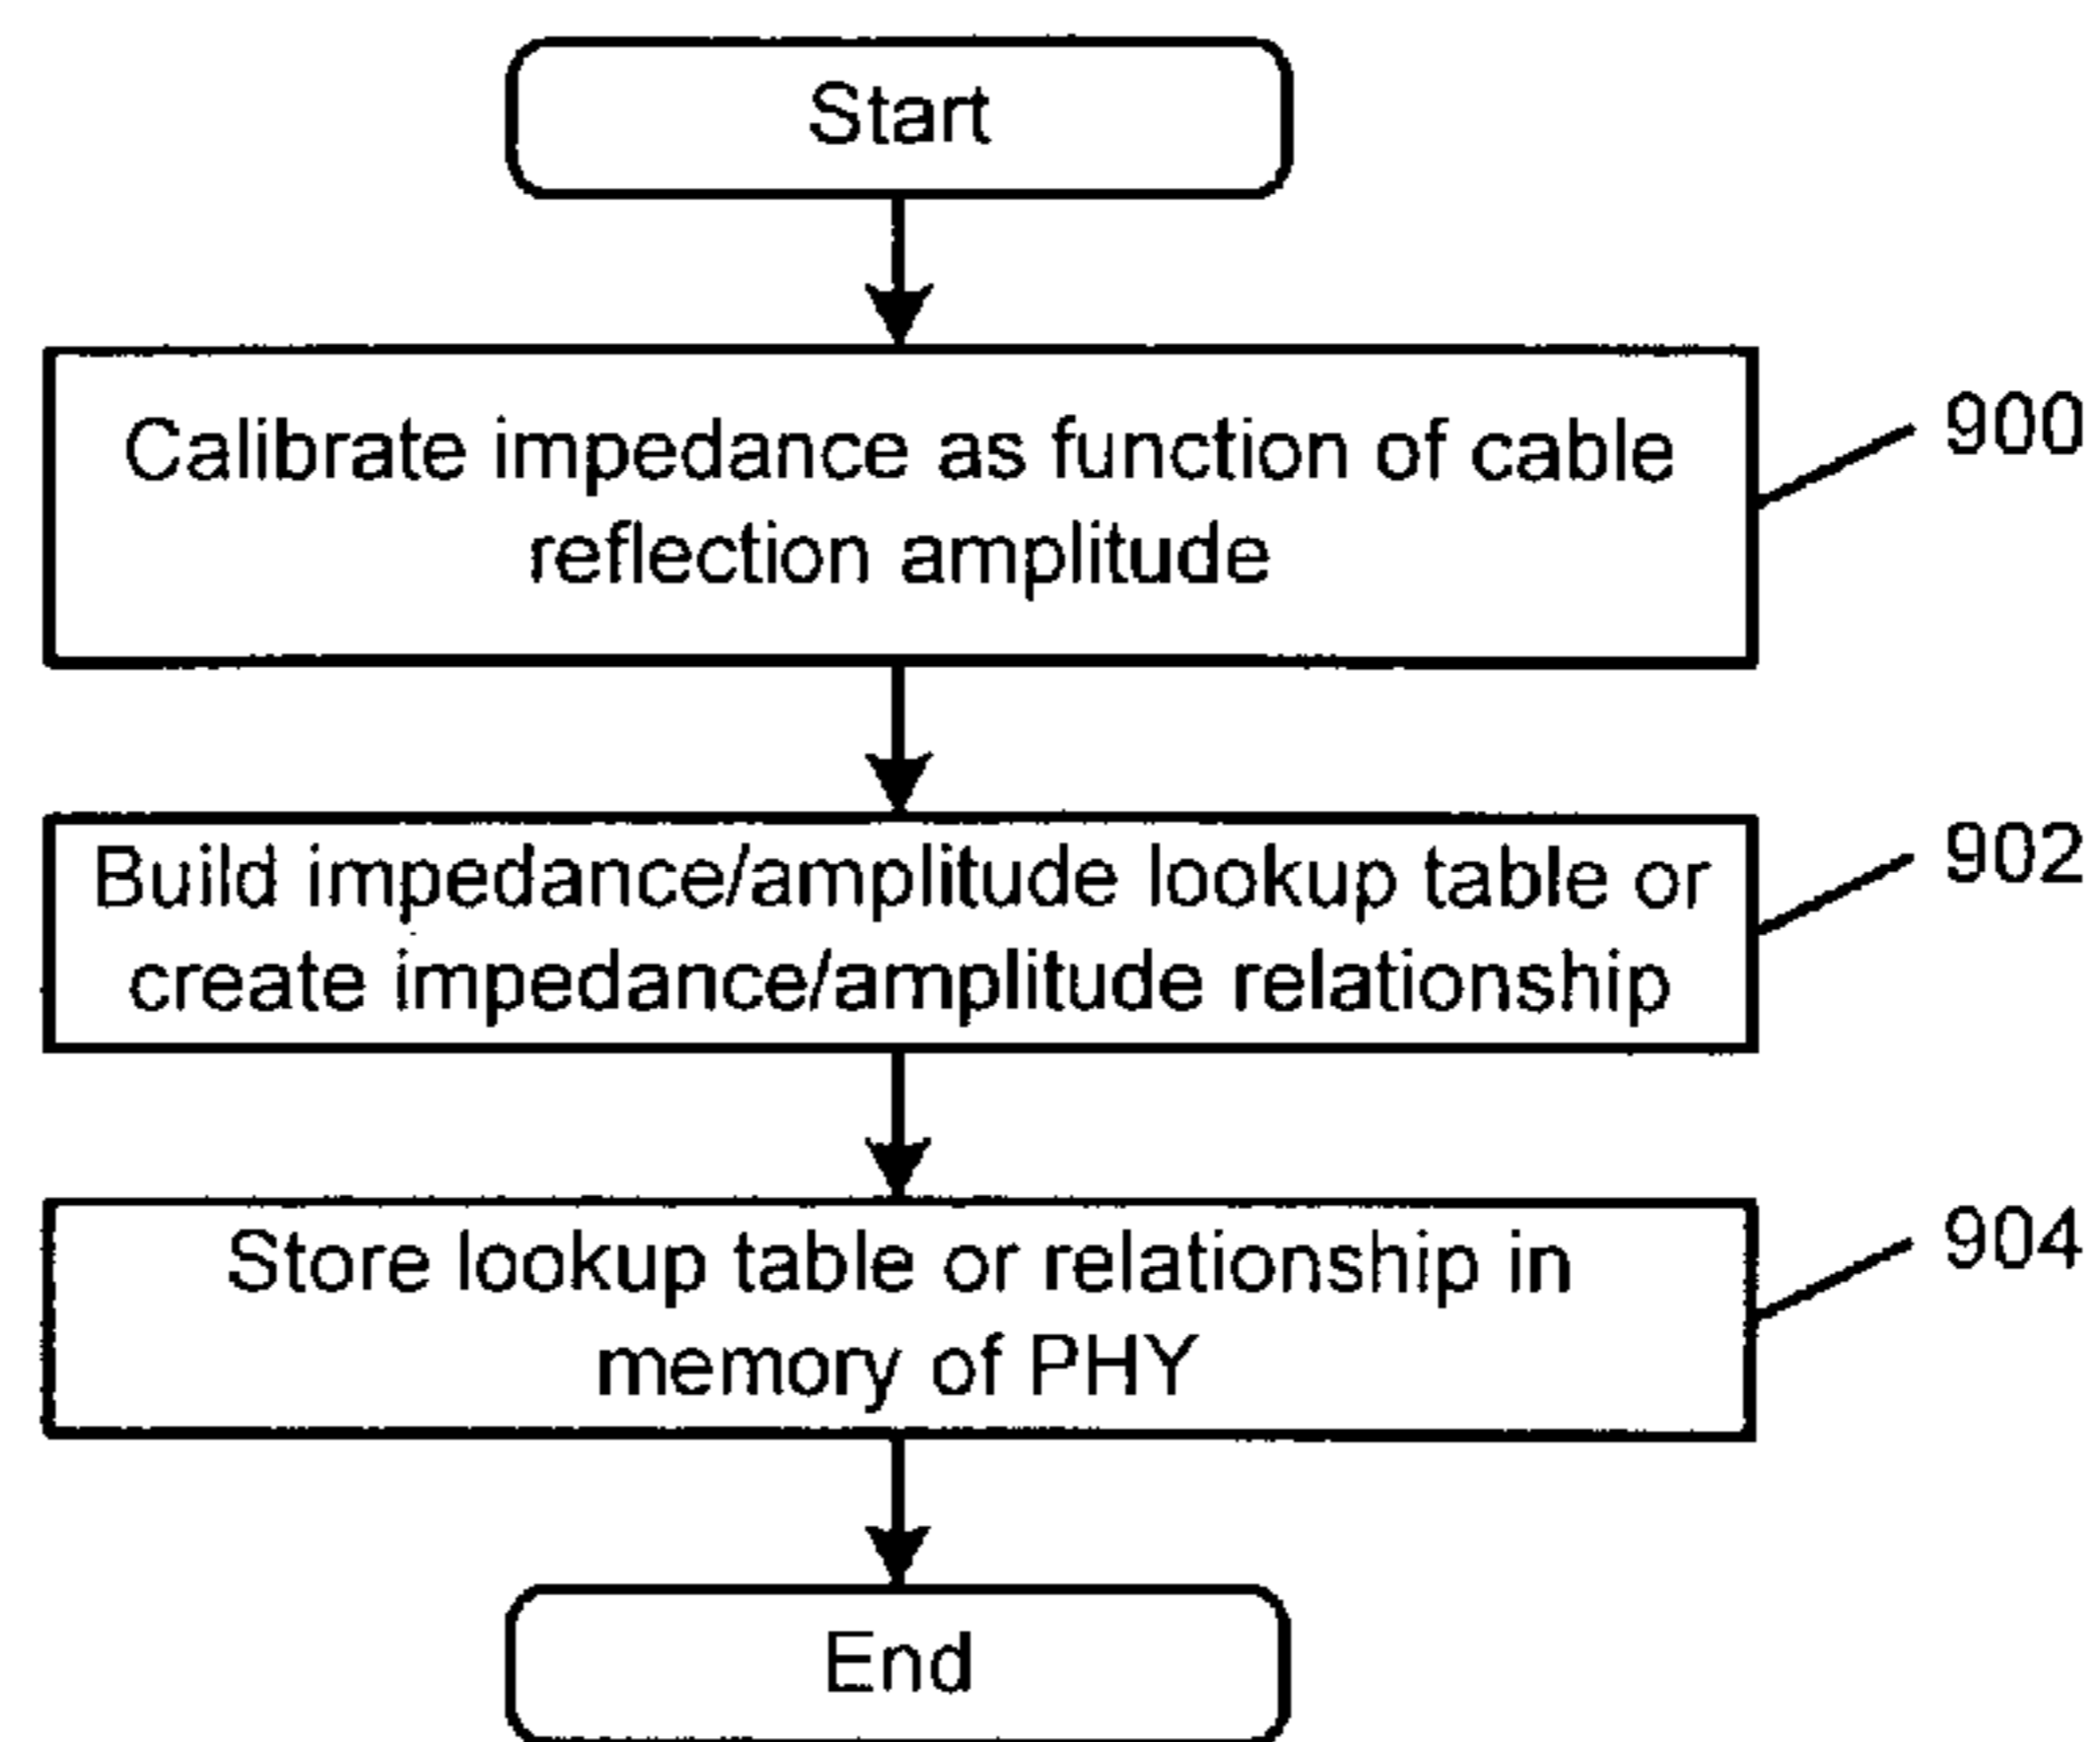 Start
Calibrate impedance as function of cable
reflection amplitude
900
Build impedance/amplitude lookup table or
create impedance/amplitude relationship
902
Store lookup table or relationship in
memory of PHY
904
End